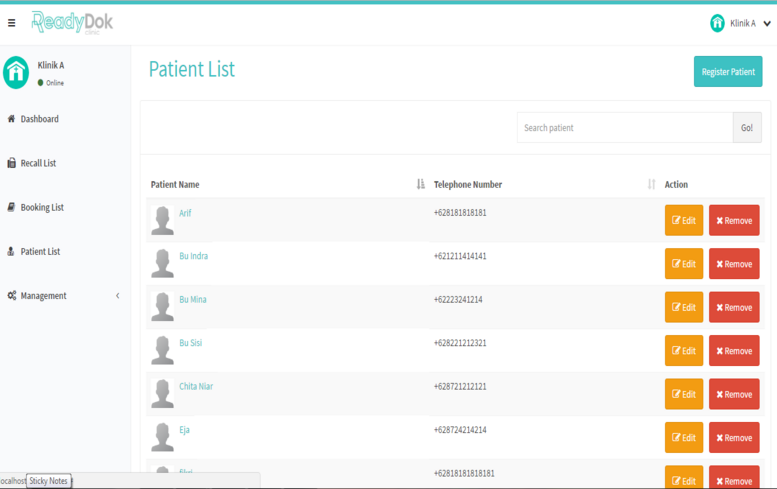 ReadyDok
clinic
Klinik A
Klinik A
Online
Dashboard
Recall List
Booking List
Patient List
Management
Patient List
Register Patient
Search patient
Go!
Patient Name
Telephone Number
Action
Arif
+628181818181
Edit
Remove
Bu Indra
+621211414141
Edit
Remove
Bu Mina
+62223241214
Edit
Remove
Bu Sisi
+628221212321
Edit
Remove
Chita Niar
+628721212121
Edit
Remove
Eja
+628724214214
Edit
Remove
+62818181818181
Edit
Remove
ocalhost
Sticky Notes